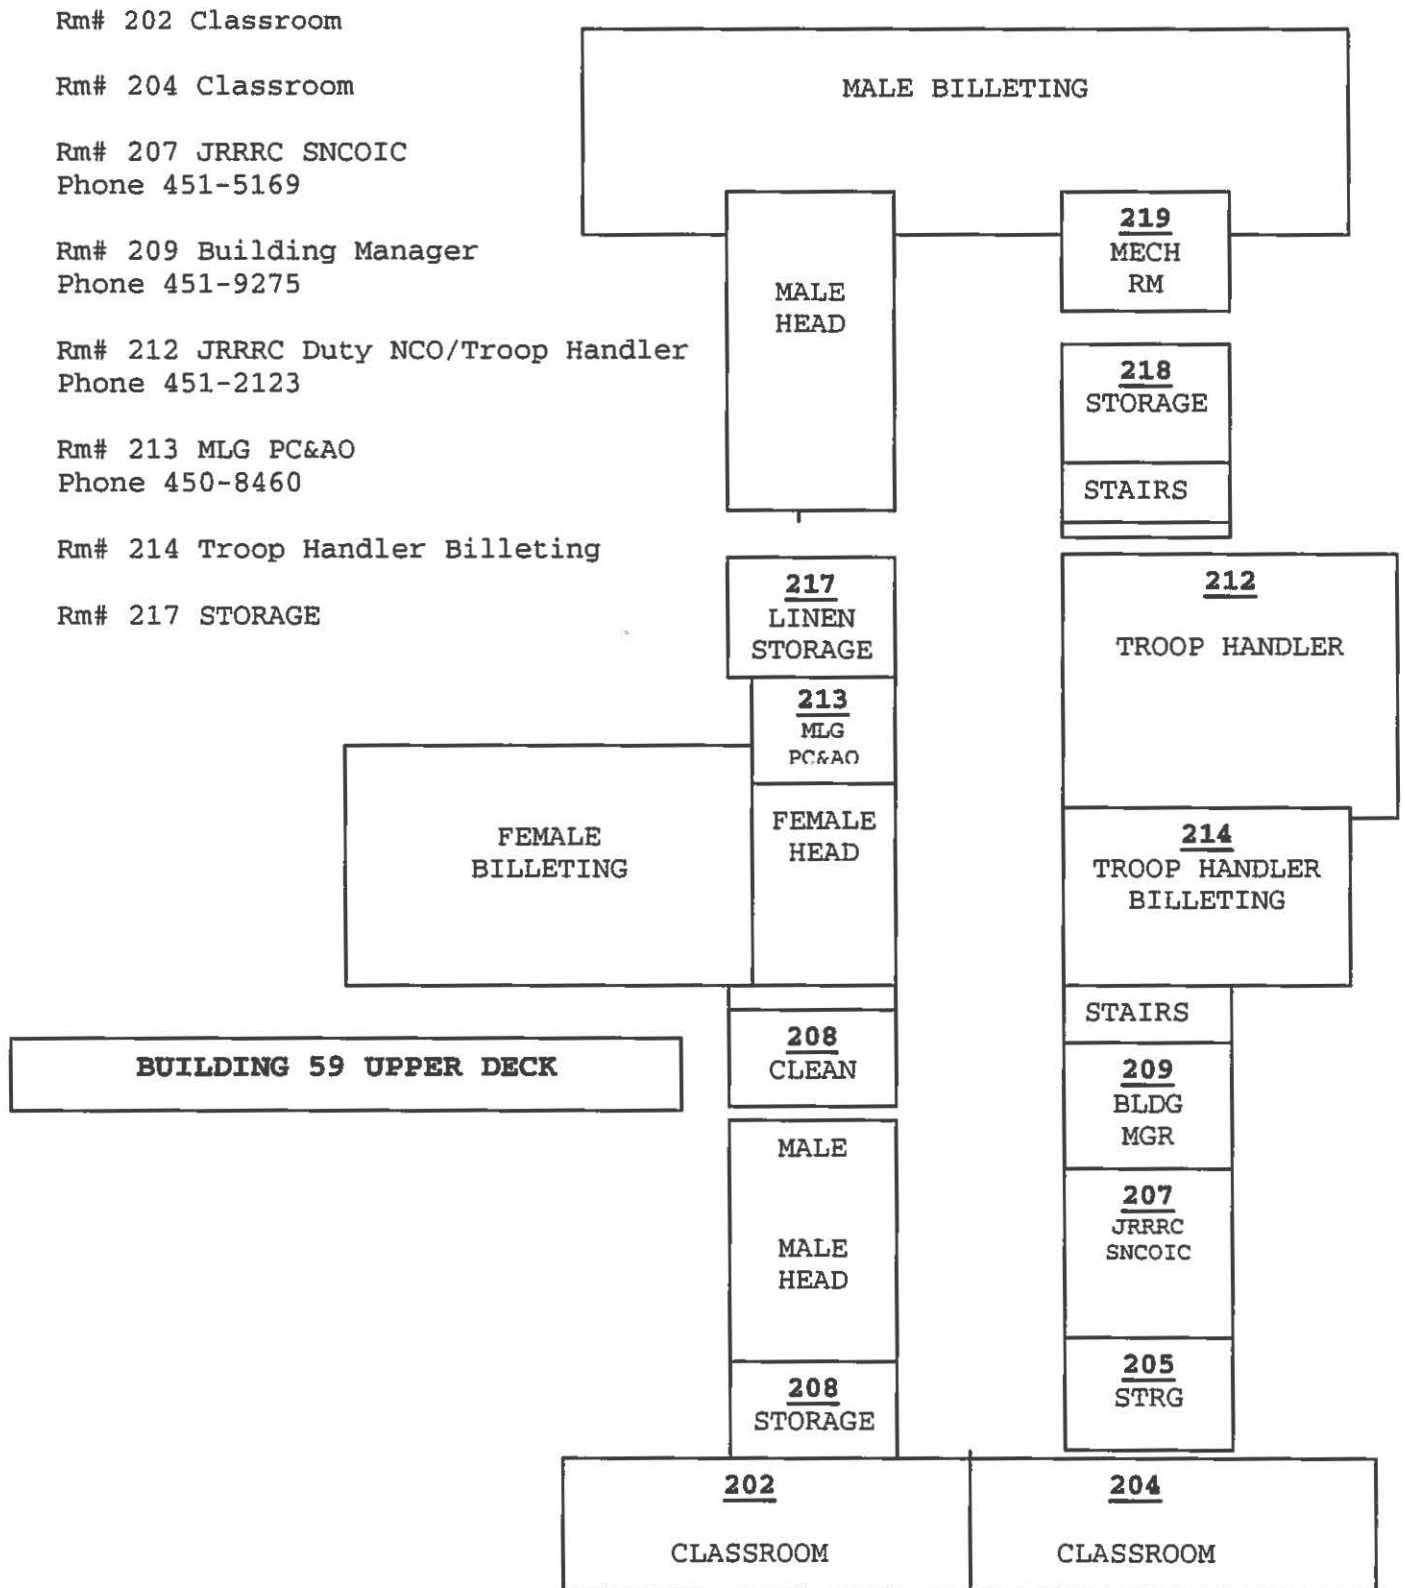 Rm# 202 Classroom
Rm# 204 Classroom
Rm# 207 JRRRC SNCOIC
Phone 451-5169
Rm# 209 Building Manager
Phone 451-9275
Rm# 212 JRRRC Duty NCO/Troop Handler
Phone 451-2123
Rm# 213 MLG PC&AO
Phone 450-8460
Rm# 214 Troop Handler Billeting
Rm# 217 STORAGE
MALE BILLETING
MALE
HEAD
219
MECH
RM
218
STORAGE
STAIRS
217
LINEN
STORAGE
213
MLG
PC&AO
212
TROOP HANDLER
FEMALE
BILLETING
FEMALE
HEAD
214
TROOP HANDLER
BILLETING
STAIRS
BUILDING 59 UPPER DECK
208
CLEAN
209
BLDG
MGR
MALE
MALE
HEAD
207
JRRRC
SNCOIC
208
STORAGE
205
STRG
202
CLASSROOM
204
CLASSROOM